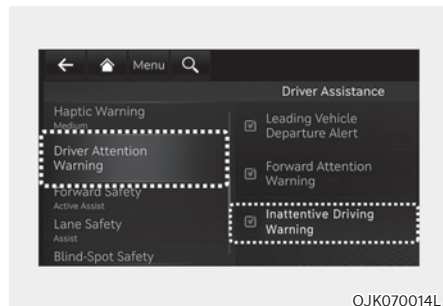 Menu
Driver Assistance
Haptic Warning
Medium
Driver Attention
Warning
Forward Safety
Active Assist
Lane Safety
Assist
Blind-Spot Safety
Leading Vehicle
Departure Alert
Forward Attention
Warning
Inattentive Driving
Warning
OJK070014L